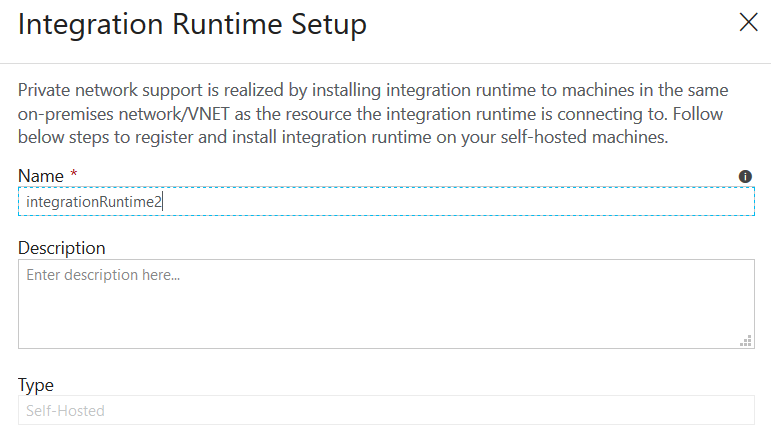 Integration Runtime Setup
Private network support is realized by installing integration runtime to machines in the same
on-premises network/VNET as the resource the integration runtime is connecting to. Follow
below steps to register and install integration runtime on your self-hosted machines.
Name *
integrationRuntime2
Description
Enter description here...
Type
Self-Hosted